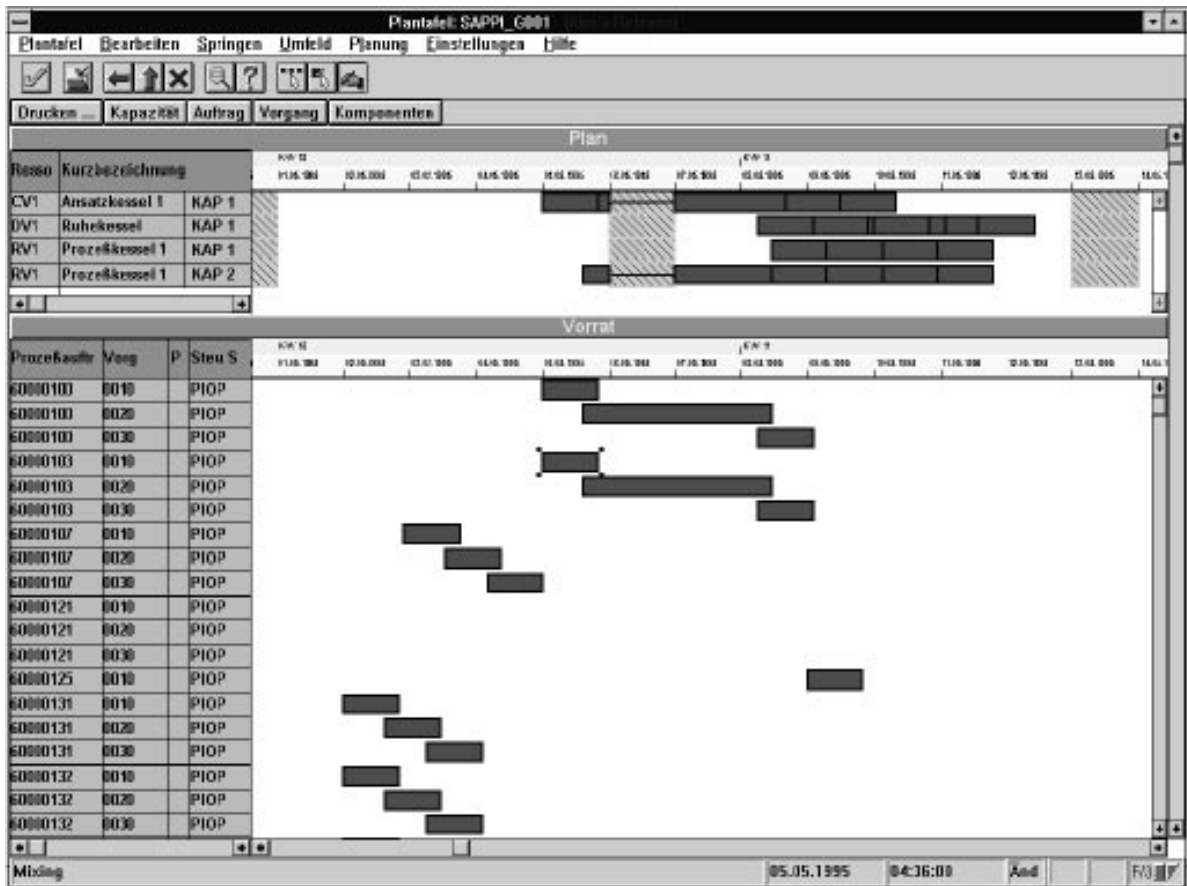 Plantafel: SAPPI_G001
Plantafel Bearbeiten Springen Umfeld Planung Einstellungen Hilfe
Drucken ... Kapazität Auftrag Vorgang Komponenten
Plan
Resso Kurzbezeichnung
CV1 Ansatzkessel 1 KAP 1
DV1 Ruhekessel KAP 1
RV1 Prozeßkessel 1 KAP 1
RV1 Prozeßkessel 1 KAP 2
Vorrat
Prozeßauftr Vorg P Steu S
60000100 0010 PIOP
60000100 0020 PIOP
60000100 0030 PIOP
60000103 0010 PIOP
60000103 0020 PIOP
60000103 0030 PIOP
60000107 0010 PIOP
60000107 0020 PIOP
60000107 0030 PIOP
60000121 0010 PIOP
60000121 0020 PIOP
60000121 0030 PIOP
60000125 0010 PIOP
60000131 0010 PIOP
60000131 0020 PIOP
60000131 0030 PIOP
60000132 0010 PIOP
60000132 0020 PIOP
60000132 0030 PIOP
Mixing 05.05.1995 04:36:00 Änd